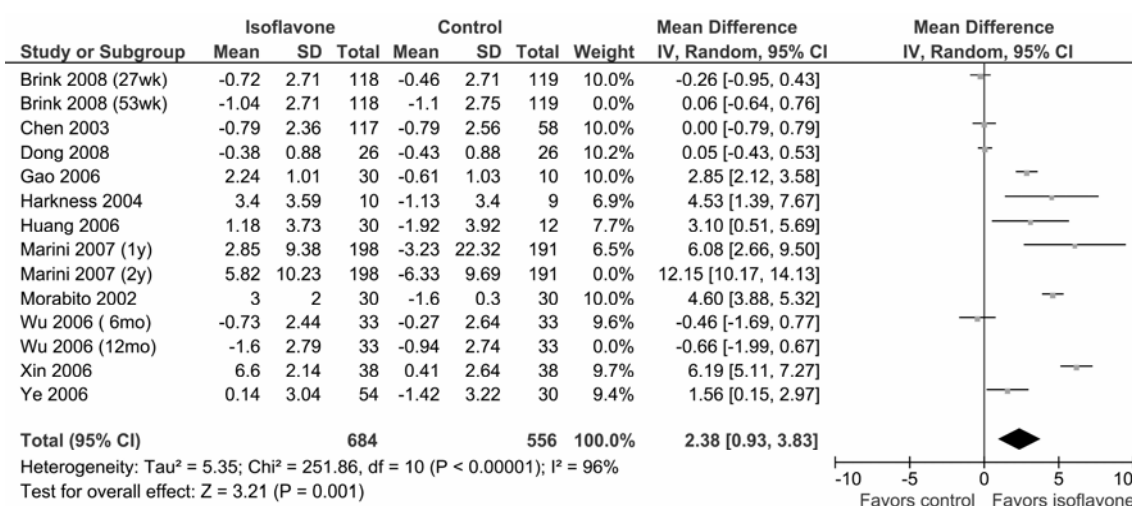 Isoflavone Control Mean Difference Mean Difference
Study or Subgroup Mean SD Total Mean SD Total Weight IV, Random, 95% CI IV, Random, 95% CI
Brink 2008 (27wk) -0.72 2.71 118 -0.46 2.71 119 10.0% -0.26 [-0.95, 0.43]
Brink 2008 (53wk) -1.04 2.71 118 -1.1 2.75 119 0.0% 0.06 [-0.64, 0.76]
Chen 2003 -0.79 2.36 117 -0.79 2.56 58 10.0% 0.00 [-0.79, 0.79]
Dong 2008 -0.38 0.88 26 -0.43 0.88 26 10.2% 0.05 [-0.43, 0.53]
Gao 2006 2.24 1.01 30 -0.61 1.03 10 10.0% 2.85 [2.12, 3.58]
Harkness 2004 3.4 3.59 10 -1.13 3.4 9 6.9% 4.53 [1.39, 7.67]
Huang 2006 1.18 3.73 30 -1.92 3.92 12 7.7% 3.10 [0.51, 5.69]
Marini 2007 (1y) 2.85 9.38 198 -3.23 22.32 191 6.5% 6.08 [2.66, 9.50]
Marini 2007 (2y) 5.82 10.23 198 -6.33 9.69 191 0.0% 12.15 [10.17, 14.13]
Morabito 2002 3 2 30 -1.6 0.3 30 10.0% 4.60 [3.88, 5.32]
Wu 2006 ( 6mo) -0.73 2.44 33 -0.27 2.64 33 9.6% -0.46 [-1.69, 0.77]
Wu 2006 (12mo) -1.6 2.79 33 -0.94 2.74 33 0.0% -0.66 [-1.99, 0.67]
Xin 2006 6.6 2.14 38 0.41 2.64 38 9.7% 6.19 [5.11, 7.27]
Ye 2006 0.14 3.04 54 -1.42 3.22 30 9.4% 1.56 [0.15, 2.97]
Total (95% CI) 684 556 100.0% 2.38 [0.93, 3.83]
Heterogeneity: Tau² = 5.35; Chi² = 251.86, df = 10 (P < 0.00001); I² = 96%
Test for overall effect: Z = 3.21 (P = 0.001)
-10 -5 0 5 10
Favors control Favors isoflavone